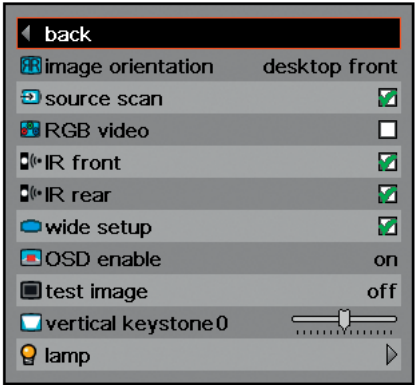 back
image orientation desktop front
source scan
RGB video
IR front
IR rear
wide setup
OSD enable on
test image off
vertical keystone 0
lamp